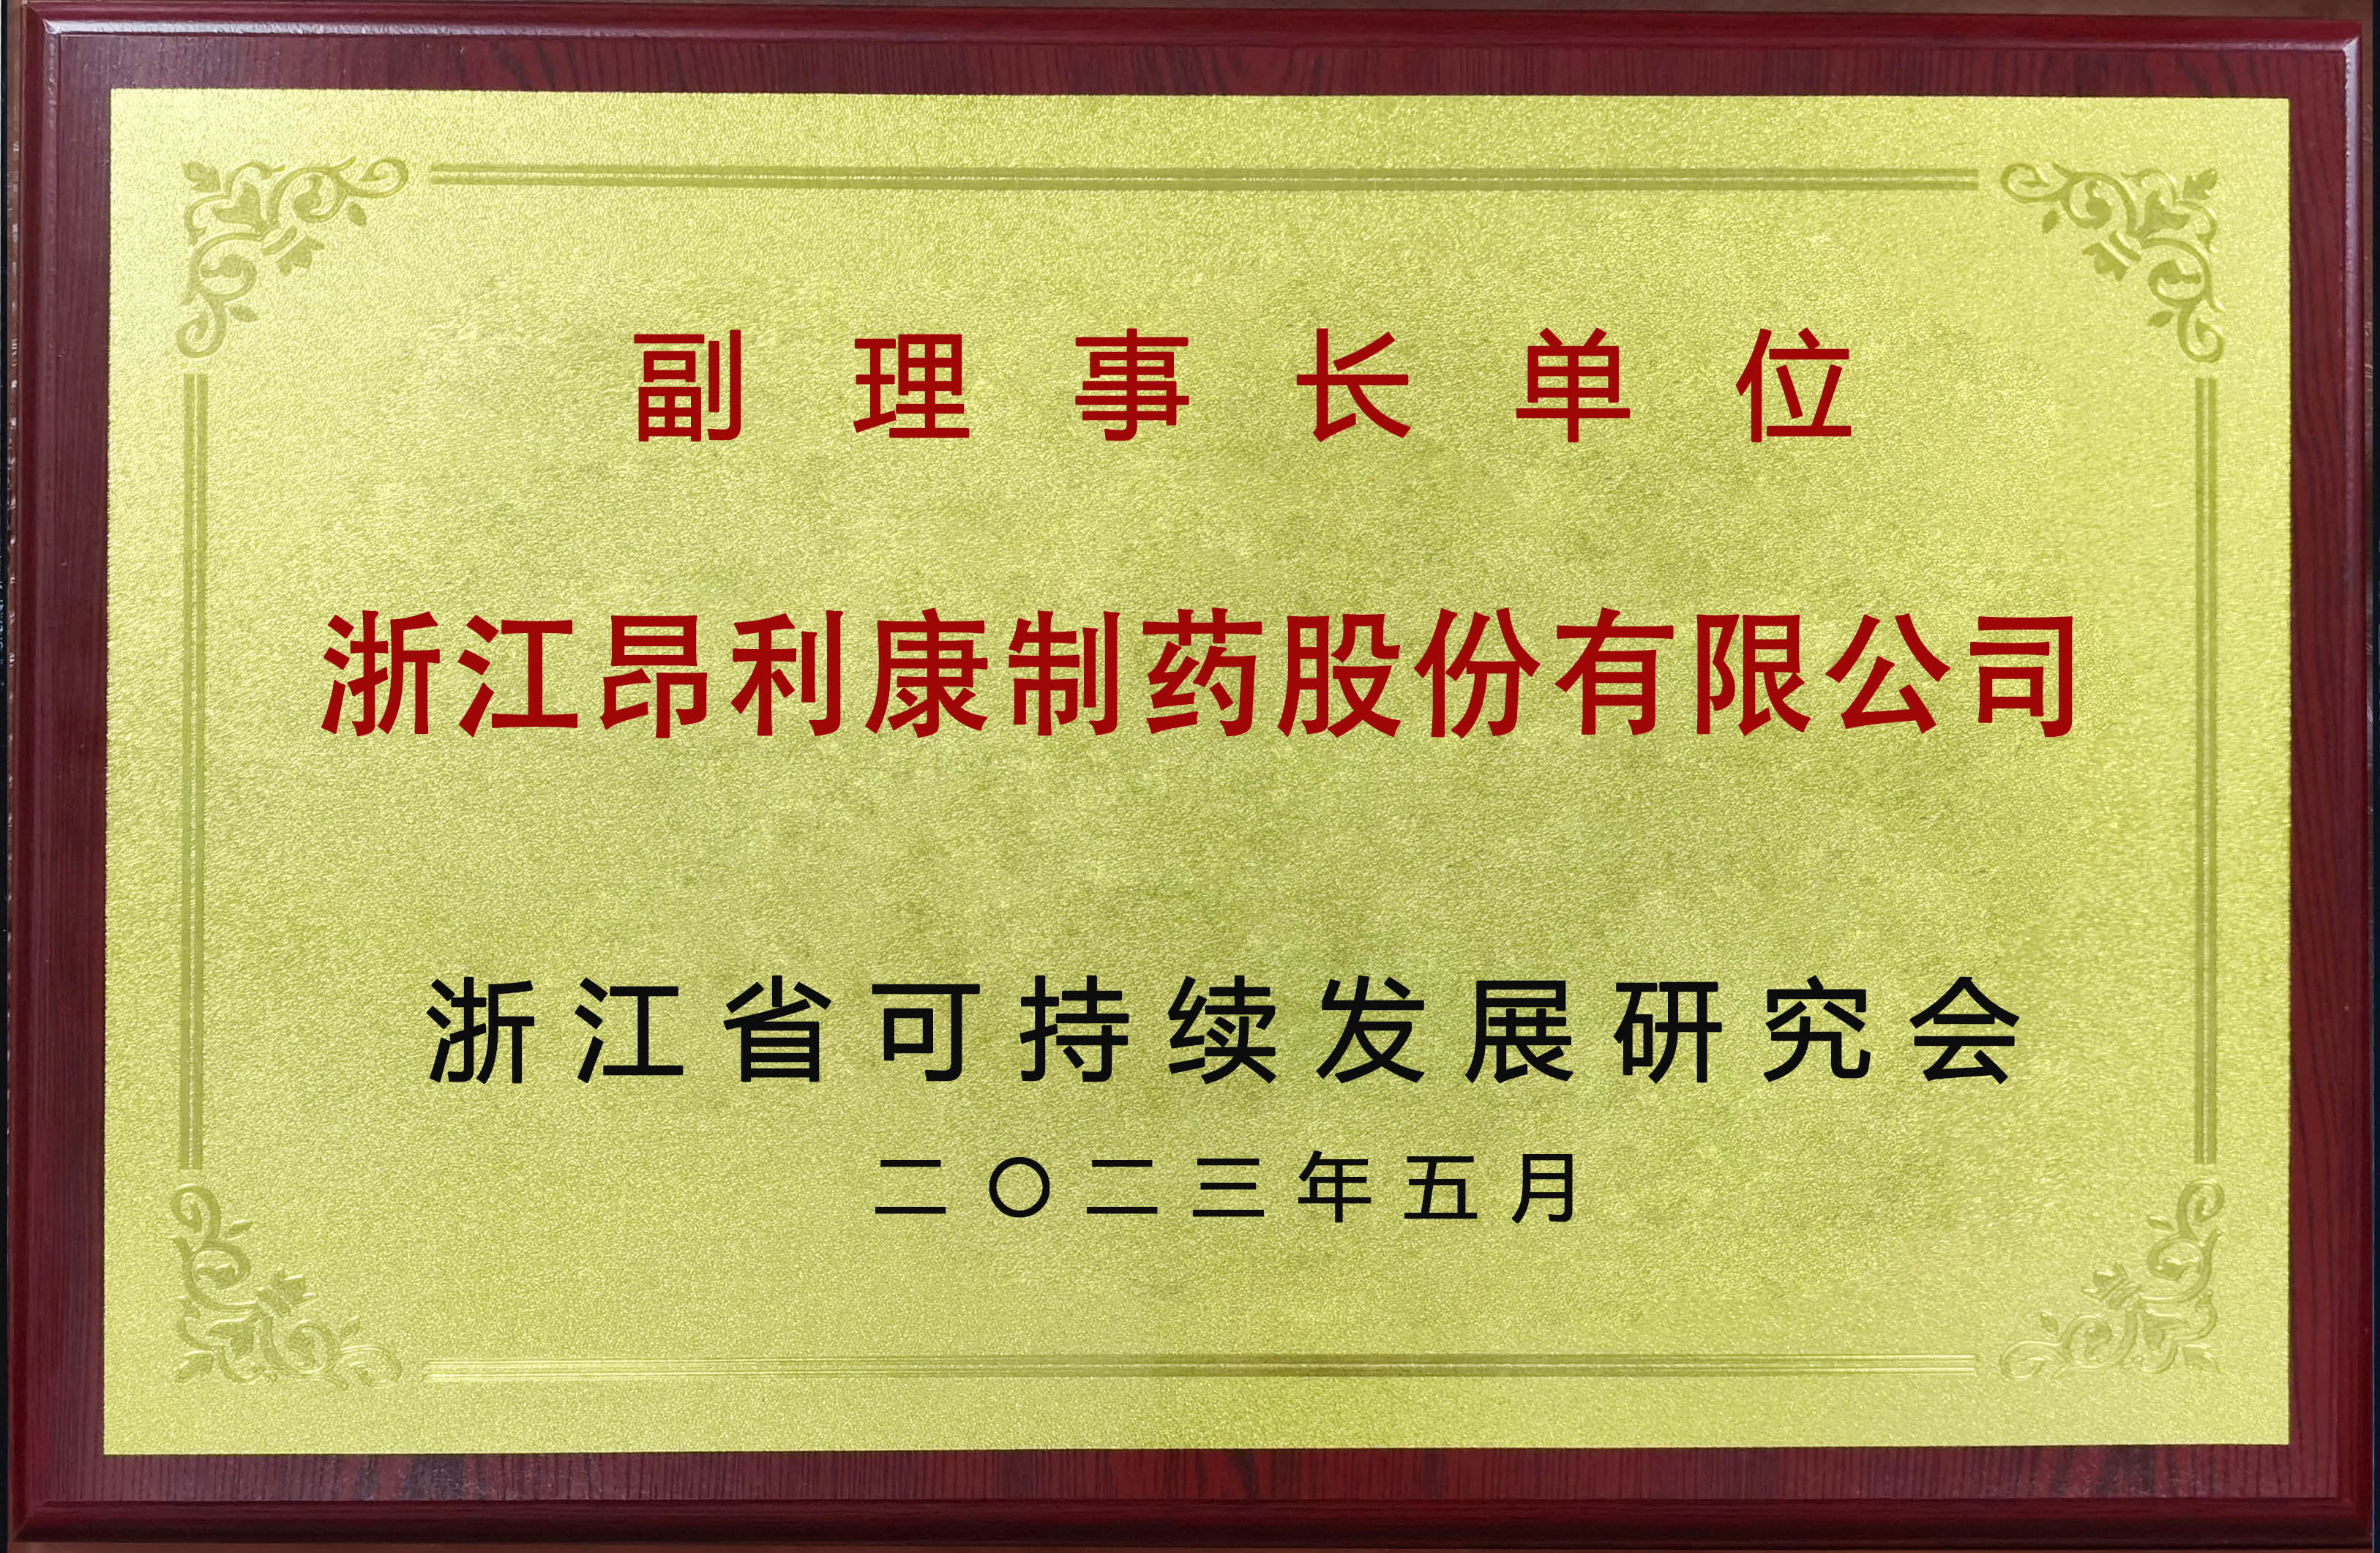 副理事长单位
浙江昂利康制药股份有限公司
浙江省可持续发展研究会
二〇二三年五月